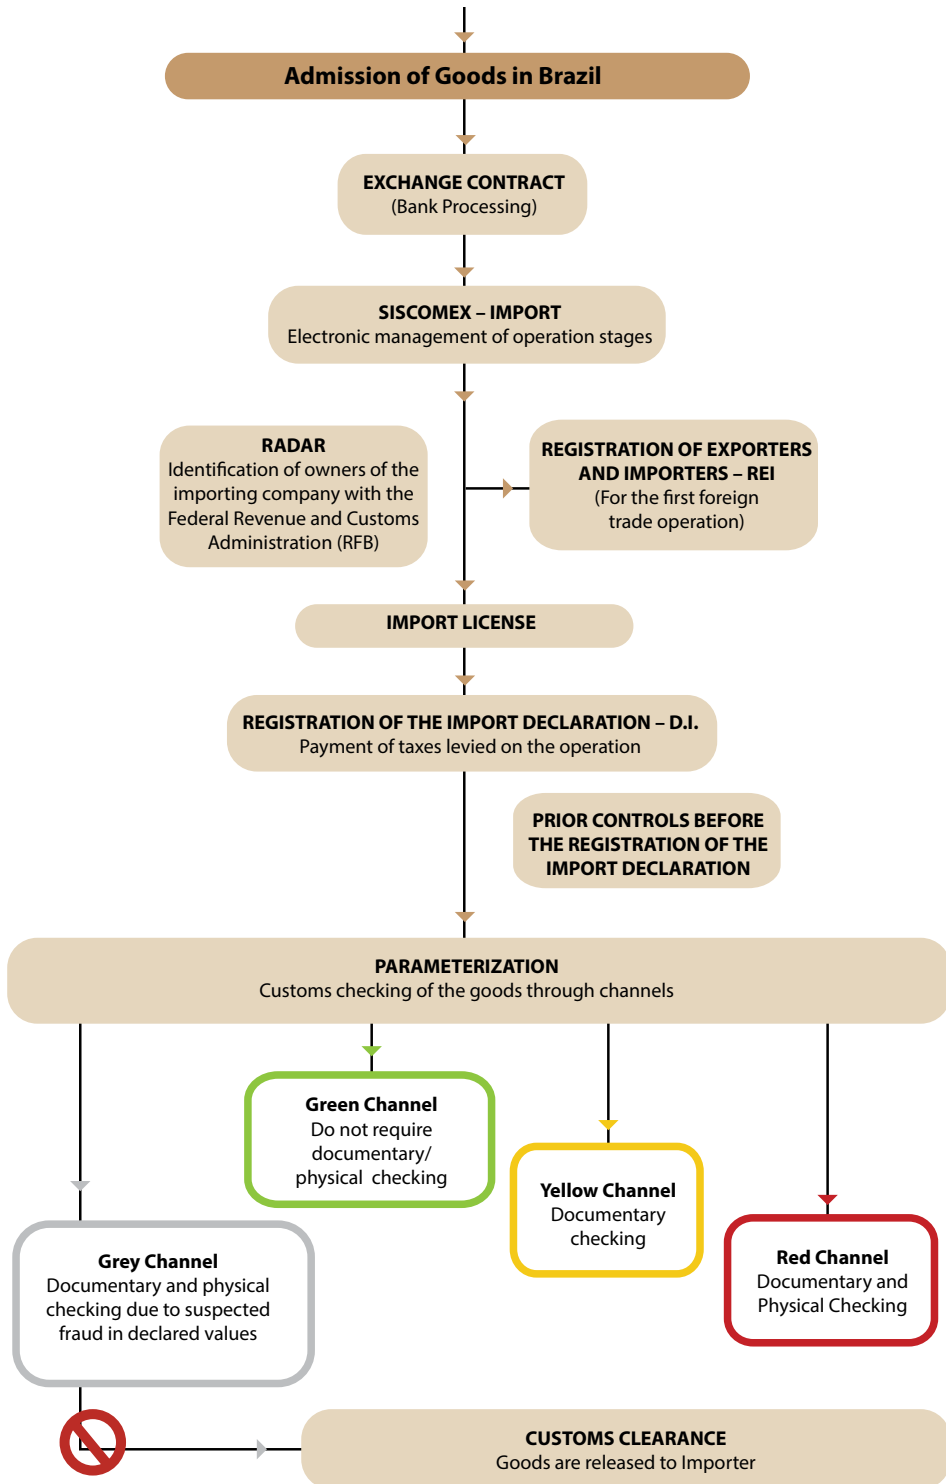 Admission of Goods in Brazil
EXCHANGE CONTRACT
(Bank Processing)
SISCOMEX – IMPORT
Electronic management of operation stages
RADAR
Identification of owners of the
importing company with the
Federal Revenue and Customs
Administration (RFB)
REGISTRATION OF EXPORTERS
AND IMPORTERS – REI
(For the first foreign
trade operation)
IMPORT LICENSE
REGISTRATION OF THE IMPORT DECLARATION – D.I.
Payment of taxes levied on the operation
PRIOR CONTROLS BEFORE
THE REGISTRATION OF THE
IMPORT DECLARATION
PARAMETERIZATION
Customs checking of the goods through channels
Green Channel
Do not require
documentary/
physical checking
Yellow Channel
Documentary
checking
Grey Channel
Documentary and physical
checking due to suspected
fraud in declared values
Red Channel
Documentary and
Physical Checking
CUSTOMS CLEARANCE
Goods are released to Importer